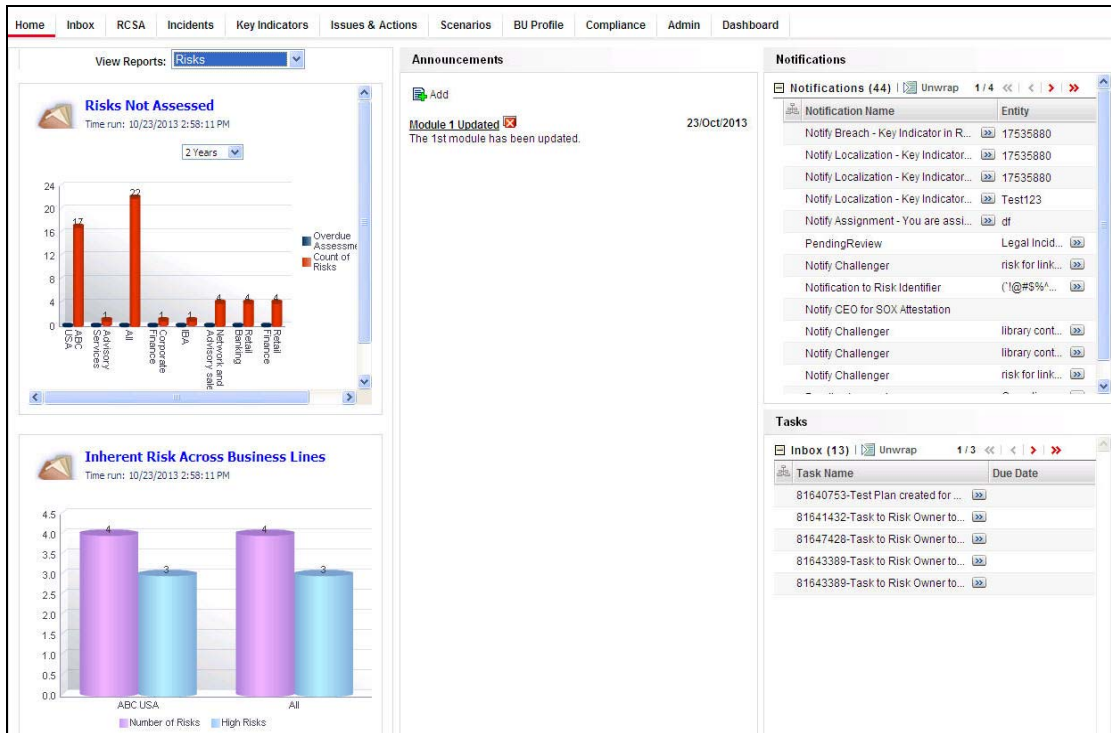 Home Inbox RCSA Incidents Key Indicators Issues & Actions Scenarios BU Profile Compliance Admin Dashboard
View Reports: Risks
Risks Not Assessed
Time run: 10/23/2013 2:58:11 PM
2 Years
24
20
16
12
8
4
0
17
1
22
1
1
4
4
4
ABC USA
Advisory Services
All
Corporate Finance
IBA
Network and Advisory sale
Retail Banking
Retail Finance
Overdue
Assessme
Count of
Risks
Inherent Risk Across Business Lines
Time run: 10/23/2013 2:58:11 PM
4.5
4.0
3.5
3.0
2.5
2.0
1.5
1.0
0.5
0.0
4
3
4
3
ABC USA All
Number of Risks High Risks
Announcements
Add
Module 1 Updated 23/Oct/2013
The 1st module has been updated.
Notifications
Notifications (44) | Unwrap 1/4
Notification Name Entity
Notify Breach - Key Indicator in R... 17535880
Notify Localization - Key Indicator... 17535880
Notify Localization - Key Indicator... 17535880
Notify Localization - Key Indicator... Test123
Notify Assignment - You are assi... df
PendingReview Legal Incid...
Notify Challenger risk for link...
Notification to Risk Identifier (`!@#$%^...
Notify CEO for SOX Attestation
Notify Challenger library cont...
Notify Challenger library cont...
Notify Challenger risk for link...
Tasks
Inbox (13) | Unwrap 1/3
Task Name Due Date
81640753-Test Plan created for ...
81641432-Task to Risk Owner to...
81647428-Task to Risk Owner to...
81643389-Task to Risk Owner to...
81643389-Task to Risk Owner to...